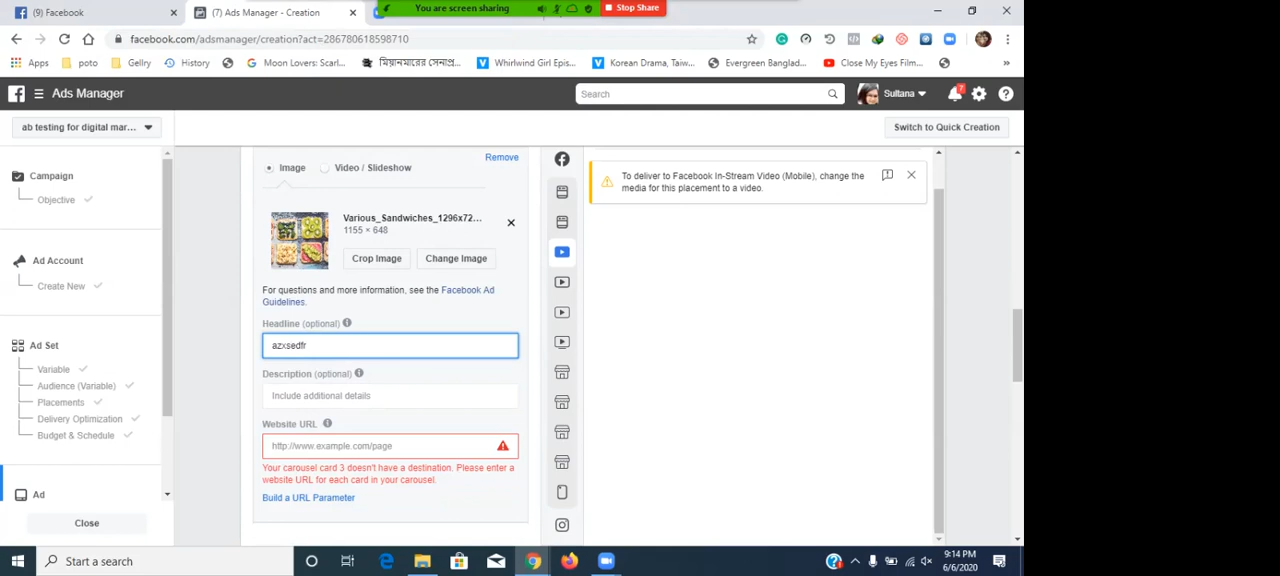 (9) Facebook
(7) Ads Manager - Creation
You are screen sharing
Stop Share
facebook.com/adsmanager/creation?act=286780618598710
Apps
poto
Gellry
History
Moon Lovers: Scarl...
মিয়ানমারের সেনাপ্র...
Whirlwind Girl Epis...
Korean Drama, Taiw...
Evergreen Banglad...
Close My Eyes Film...
Ads Manager
Search
Sultana
7
ab testing for digital mar...
Switch to Quick Creation
Campaign
Objective
Ad Account
Create New
Ad Set
Variable
Audience (Variable)
Placements
Delivery Optimization
Budget & Schedule
Ad
Close
Remove
Image
Video / Slideshow
Various_Sandwiches_1296x72...
1155 × 648
Crop Image
Change Image
For questions and more information, see the Facebook Ad
Guidelines.
Headline (optional)
azxsedfr
Description (optional)
Include additional details
Website URL
http://www.example.com/page
Your carousel card 3 doesn't have a destination. Please enter a
website URL for each card in your carousel.
Build a URL Parameter
To deliver to Facebook In-Stream Video (Mobile), change the
media for this placement to a video.
Start a search
9:14 PM
6/6/2020